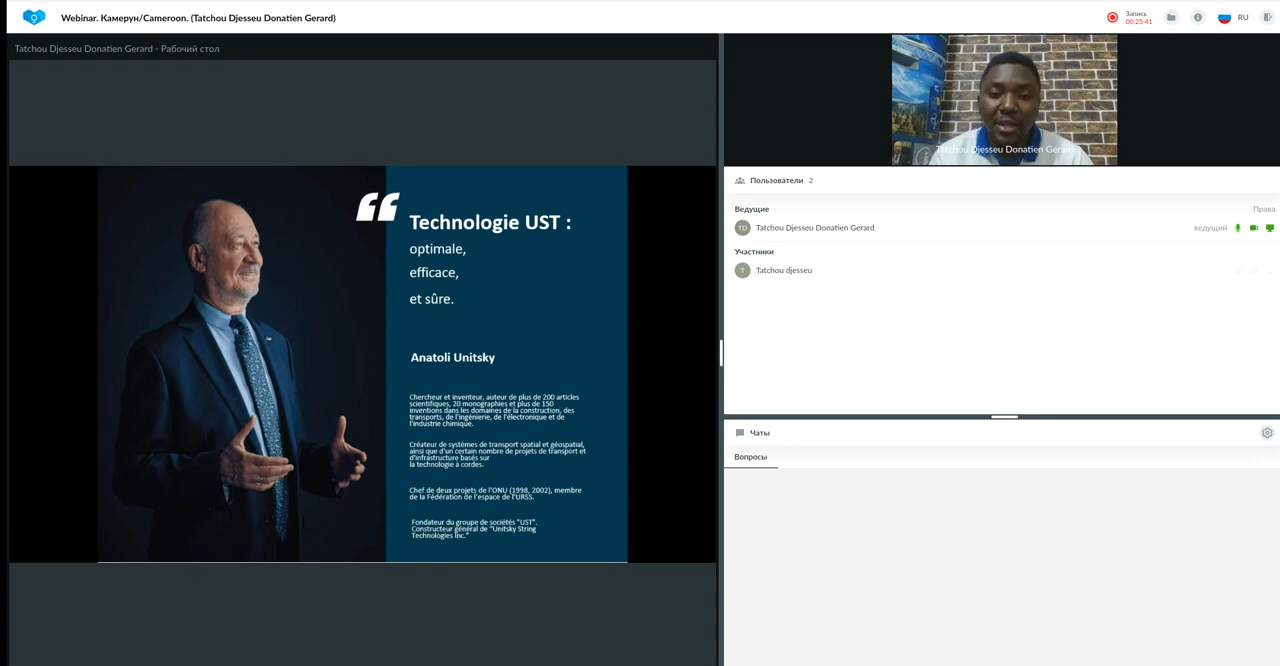 Webinar. Камерун/Cameroon. (Tatchou Djesseu Donatien Gerard)
Запись
00:25:41
RU
Tatchou Djesseu Donatien Gerard - Рабочий стол
“
Technologie UST :
optimale,
efficace,
et sûre.
Anatoli Unitsky
Chercheur et inventeur, auteur de plus de 200 articles
scientifiques, 20 monographies et plus de 150
inventions dans les domaines de la construction, des
transports, de l'ingénierie, de l'électronique et de
l'industrie chimique.
Créateur de systèmes de transport spatial et géospatial,
ainsi que d'un certain nombre de projets de transport et
d'infrastructure basés sur
la technologie à cordes.
Chef de deux projets de l'ONU (1998, 2002), membre
de la Fédération de l'espace de l'URSS.
Fondateur du groupe de sociétés "UST".
Constructeur général de "Unitsky String
Technologies Inc."
Tatchou Djesseu Donatien Gerard
Пользователи 2
Ведущие Права
TD Tatchou Djesseu Donatien Gerard ведущий
Участники
T Tatchou djesseu
Чаты
Вопросы